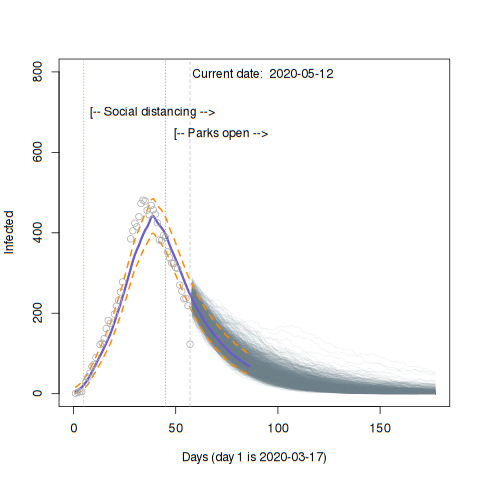 Current date:  2020-05-12
[-- Social distancing -->
[-- Parks open -->
Infected
800
600
400
200
0
0 50 100 150
Days (day 1 is 2020-03-17)